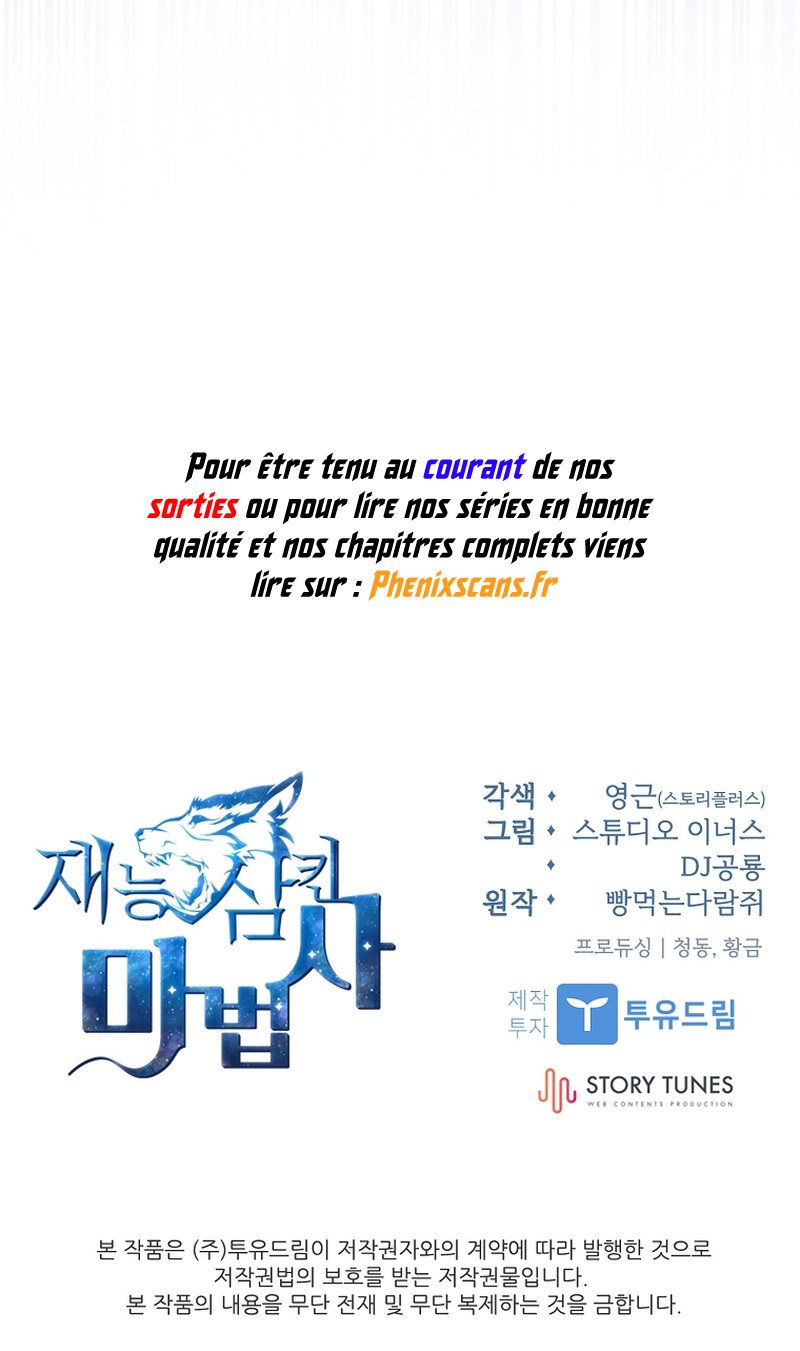 Pour être tenu au courant de nos
sorties ou pour lire nos séries en bonne
qualité et nos chapitres complets viens
lire sur : Phenixscans.fr
재능 삼킨
마법사
각색 ♦ 영근(스토리플러스)
그림 ♦ 스튜디오 이너스
♦ DJ공룡
원작 ♦ 빵먹는다람쥐
프로듀싱 | 청동, 황금
제작
투자
투유드림
STORY TUNES
WEB CONTENTS PRODUCTION
본 작품은 (주)투유드림이 저작권자와의 계약에 따라 발행한 것으로
저작권법의 보호를 받는 저작권물입니다.
본 작품의 내용을 무단 전재 및 무단 복제하는 것을 금합니다.